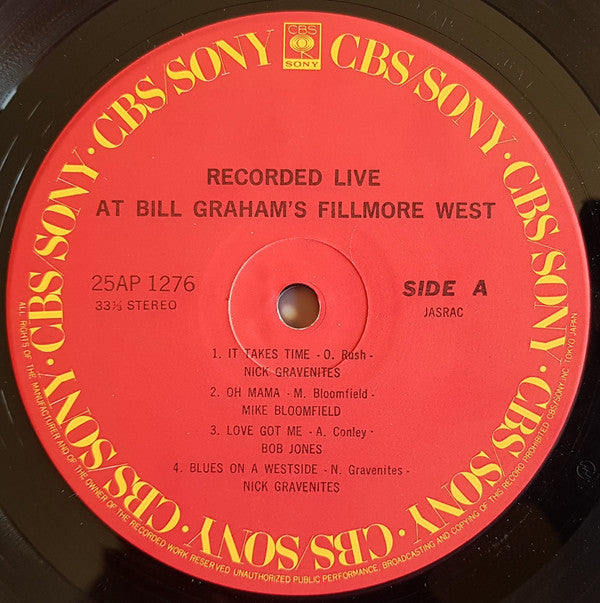 CBS
SONY
CBS/SONY · CBS/SONY · CBS/SONY · CBS/SONY · CBS/SONY · CBS/SONY · CBS/SONY · CBS/SONY
RECORDED LIVE
AT BILL GRAHAM'S FILLMORE WEST
25AP 1276
33⅓ STEREO
SIDE A
JASRAC
1. IT TAKES TIME - O. Rush -
NICK GRAVENITES
2. OH MAMA - M. Bloomfield -
MIKE BLOOMFIELD
3. LOVE GOT ME - A. Conley -
BOB JONES
4. BLUES ON A WESTSIDE - N. Gravenites -
NICK GRAVENITES
ALL RIGHTS OF THE MANUFACTURER AND OF THE OWNER OF THE RECORDED WORK RESERVED UNAUTHORIZED PUBLIC PERFORMANCE, BROADCASTING AND COPYING OF THIS RECORD PROHIBITED CBS/SONY INC. TOKYO JAPAN